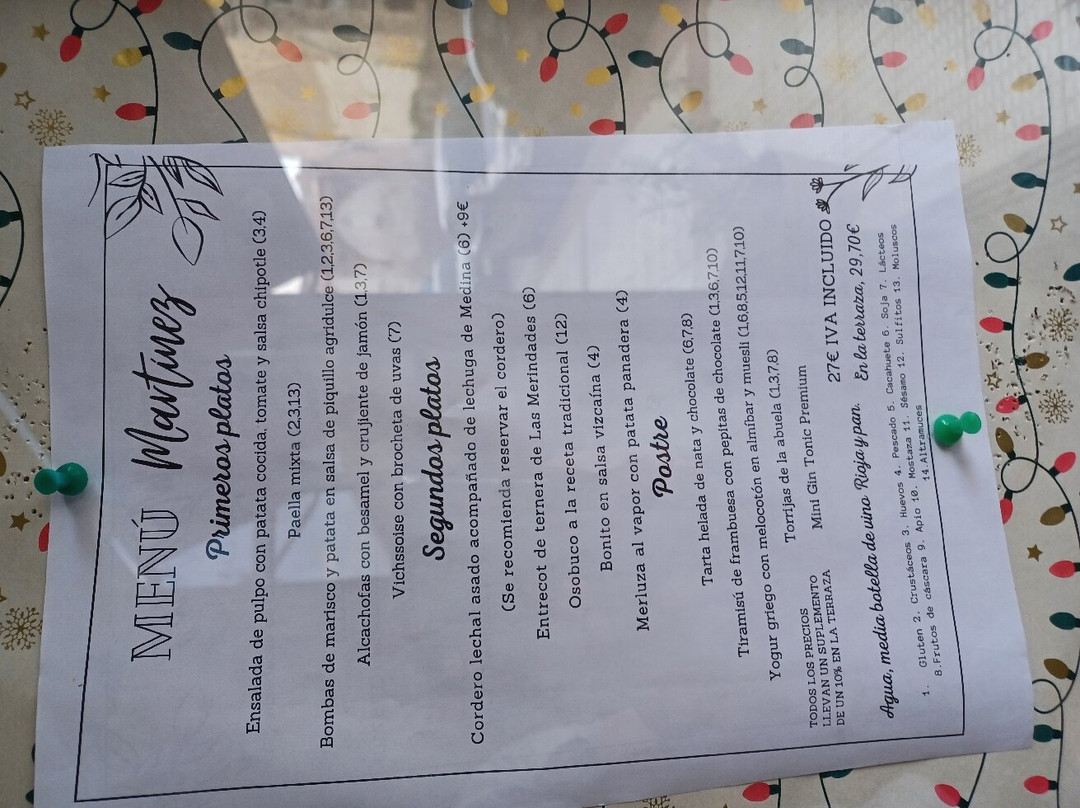 MENÚ Martínez
Primeros platos
Ensalada de pulpo con patata cocida, tomate y salsa chipotle (3,4)
Paella mixta (2,3,13)
Bombas de marisco y patata en salsa de piquillo agridulce (1,2,3,6,7,13)
Alcachofas con besamel y crujiente de jamón (1,3,7)
Vichssoise con brocheta de uvas (7)
Segundos platos
Cordero lechal asado acompañado de lechuga de Medina (6) +9€
(Se recomienda reservar el cordero)
Entrecot de ternera de Las Merindades (6)
Osobuco a la receta tradicional (12)
Bonito en salsa vizcaína (4)
Merluza al vapor con patata panadera (4)
Postre
Tarta helada de nata y chocolate (6,7,8)
Tiramisú de frambuesa con pepitas de chocolate (1,3,6,7,10)
Yogur griego con melocotón en almíbar y muesli (1,6,8,5,12,11,7,10)
Torrijas de la abuela (1,3,7,8)
Mini Gin Tonic Premium
TODOS LOS PRECIOS
LLEVAN UN SUPLEMENTO
DE UN 10% EN LA TERRAZA
27€ IVA INCLUIDO
Agua, media botella de vino Rioja y pan. En la terraza, 29,70€
1. Gluten 2. Crustáceos 3. Huevos 4. Pescado 5. Cacahuete 6. Soja 7. Lácteos
8.Frutos de cáscara 9. Apio 10. Mostaza 11. Sésamo 12. Sulfitos 13. Moluscos
14.Altramuces